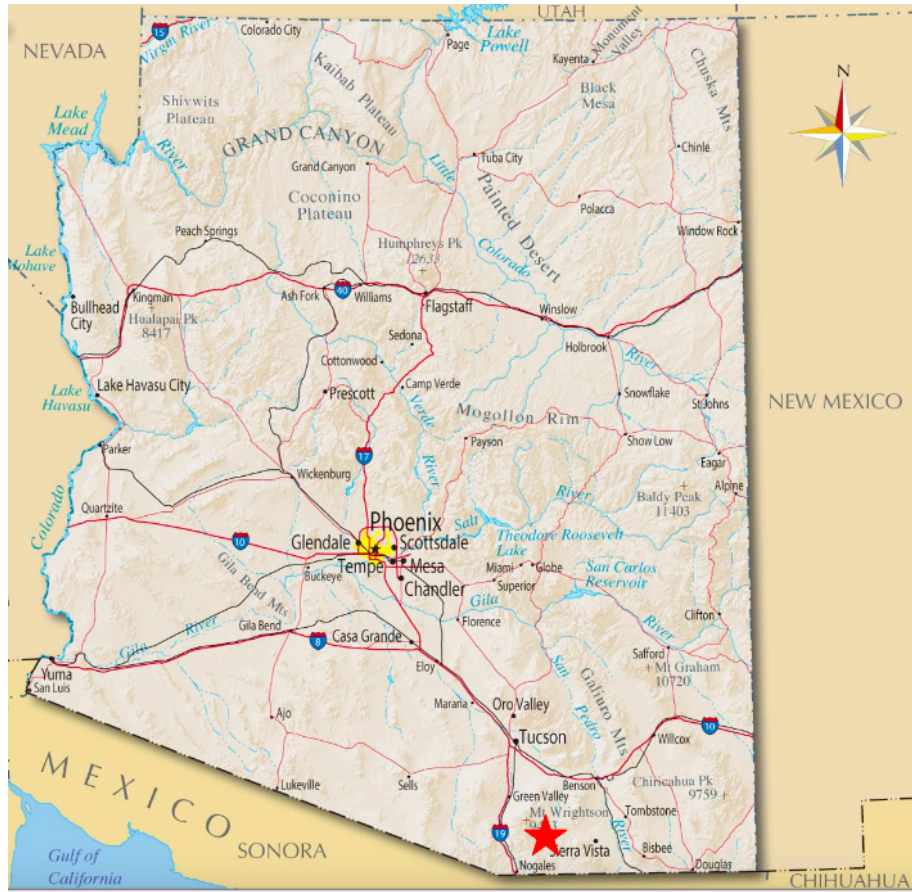 UTAH
NEVADA
15
Virgin River
Colorado City
Lake
Powell
Page
Monument
Valley
Kayenta
Kaibab Plateau
Black
Mesa
Chuska Mts
N
Shivwits
Plateau
Lake
Mead
River
GRAND CANYON
Grand Canyon
Little
Tuba City
Chinle
Coconino
Plateau
Painted Desert
Polacca
Peach Springs
Window Rock
Humphreys Pk
12633
Colorado
Lake
Mohave
Kingman
Ash Fork
40
Williams
Flagstaff
Winslow
Bullhead
City
Hualapai Pk
8417
Sedona
Holbrook
River
Cottonwood
Lake Havasu City
Lake
Havasu
Prescott
Camp Verde
Snowflake
St Johns
NEW MEXICO
Verde
River
Mogollon Rim
Parker
17
Payson
Show Low
Eagar
Wickenburg
Baldy Peak
11403
Alpine
Colorado
Quartzite
River
Phoenix
Salt
10
Glendale
Scottsdale
Theodore Roosevelt
Lake
Tempe
Mesa
Miami
Globe
San Carlos
Reservoir
Buckeye
Superior
Chandler
Gila Bend Mts
Gila
Florence
Clifton
Gila
River
Gila Bend
8
Casa Grande
River
Safford
Yuma
San Luis
Eloy
San
Pedro
Mt Graham
10720
Galiuro Mts
Ajo
Marana
Oro Valley
Tucson
10
Willcox
MEXICO
Lukeville
Sells
Benson
Chiricahua Pk
9759
Green Valley
Tombstone
Mt Wrightson
19
River
Sierra Vista
Bisbee
Gulf of
California
SONORA
Nogales
Douglas
CHIHUAHUA